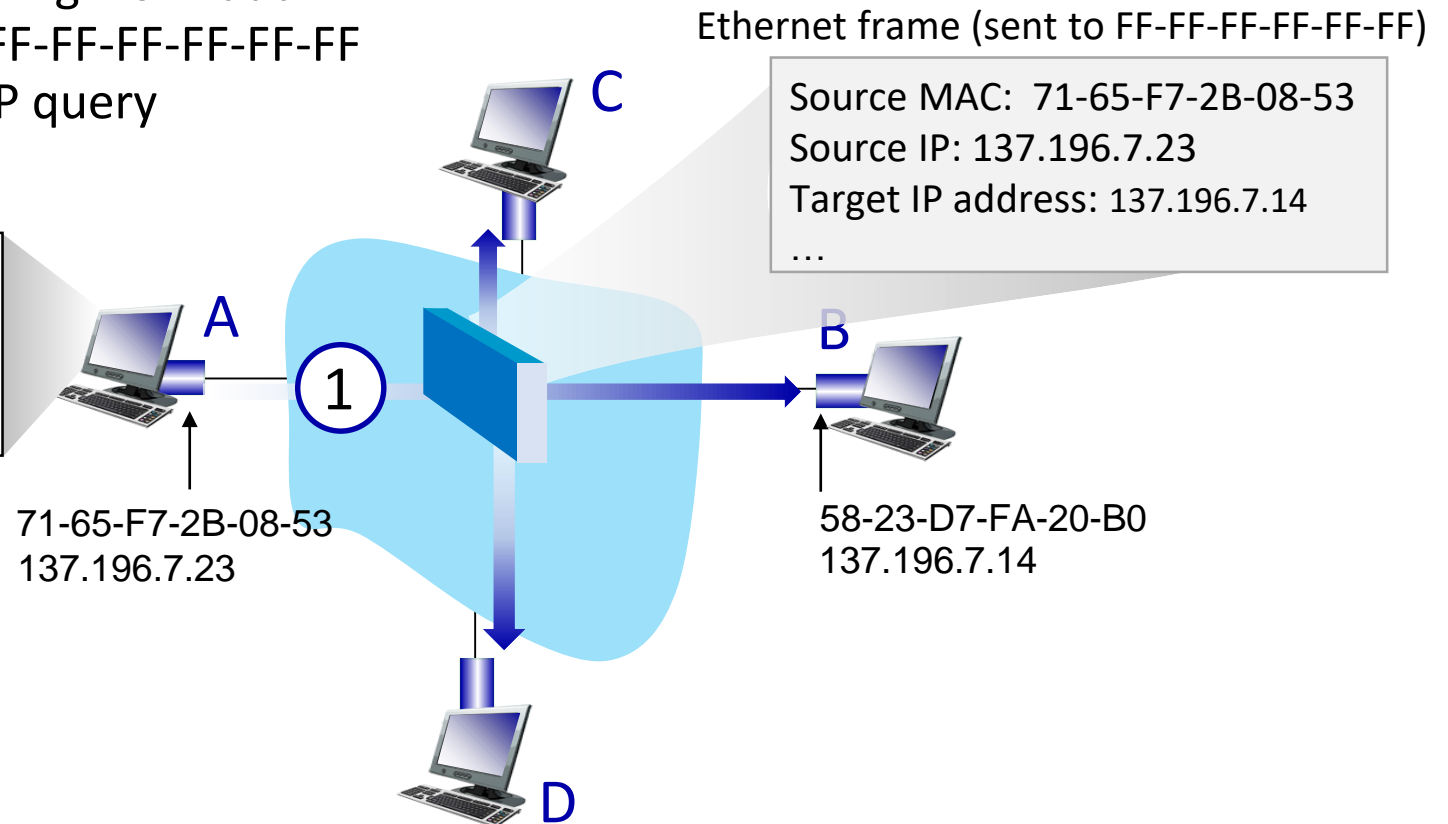 FF-FF-FF-FF-FF-FF
query
Ethernet frame (sent to FF-FF-FF-FF-FF-FF)
Source MAC: 71-65-F7-2B-08-53
Source IP: 137.196.7.23
Target IP address: 137.196.7.14
…
C
A
B
1
71-65-F7-2B-08-53
137.196.7.23
58-23-D7-FA-20-B0
137.196.7.14
D